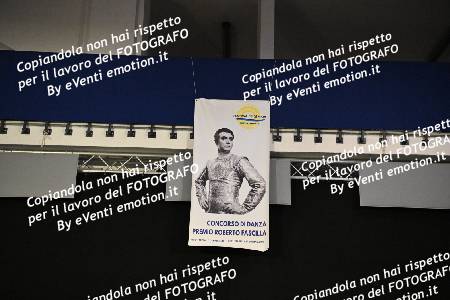 Copiandola non hai rispetto
per il lavoro del FOTOGRAFO
By eVenti emotion.it
Copiandola non hai rispetto
per il lavoro del FOTOGRAFO
By eVenti emotion.it
Copiandola non hai rispetto
per il lavoro del FOTOGRAFO
By eVenti emotion.it
Copiandola non hai rispetto
per il lavoro del FOTOGRAFO
By eVenti emotion.it
CONCORSO DI DANZA
PREMIO ROBERTO FASCILLA
Copiandola non hai rispetto
per il lavoro del FOTOGRAFO
By eVenti emotion.it
Copiandola non hai rispetto
per il lavoro del FOTOGRAFO